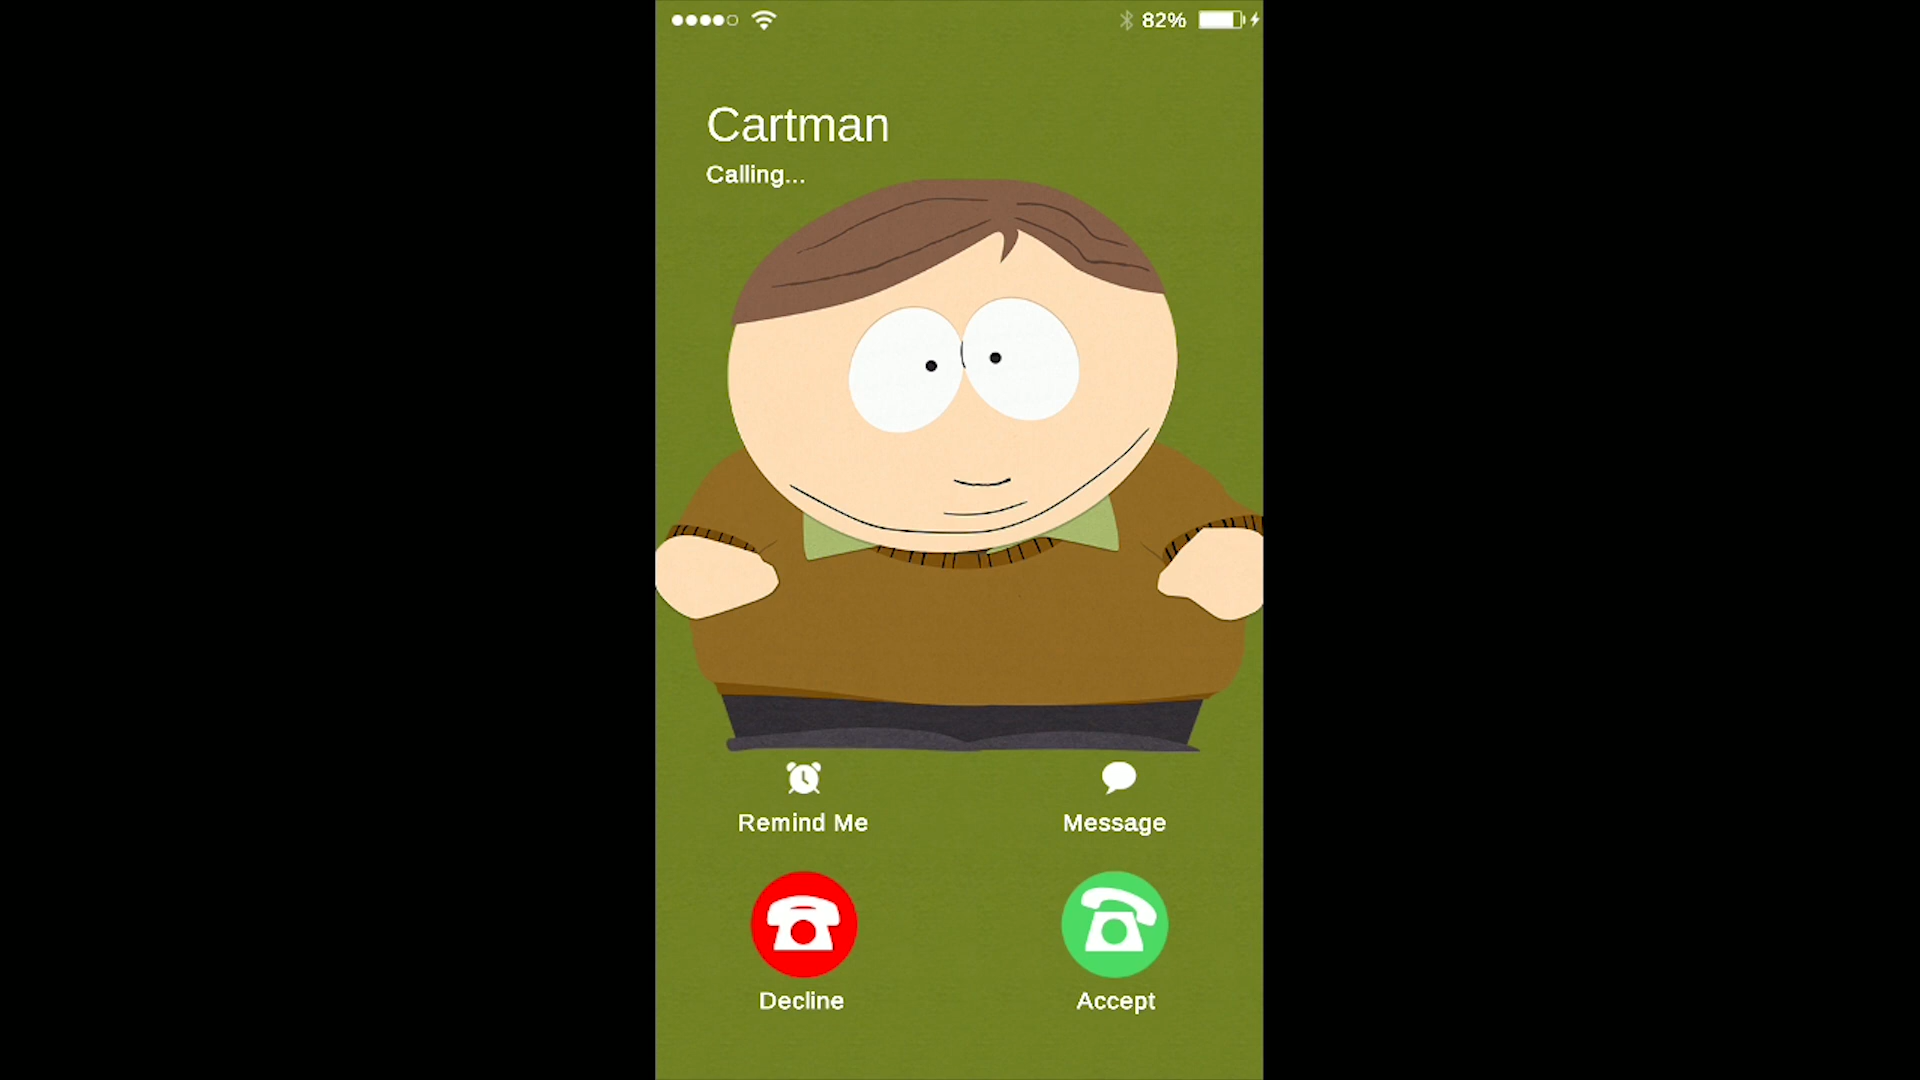 82%
Cartman
Calling...
Remind Me
Message
Decline
Accept